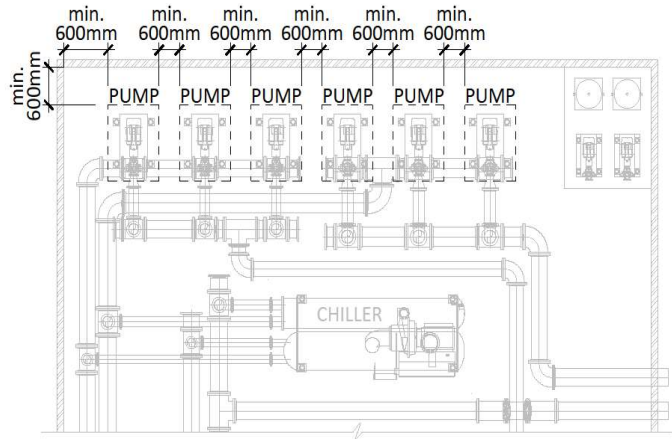 min. min. min. min. min. min.
600mm 600mm 600mm 600mm 600mm 600mm
min.
600mm
PUMP PUMP PUMP PUMP PUMP PUMP
CHILLER